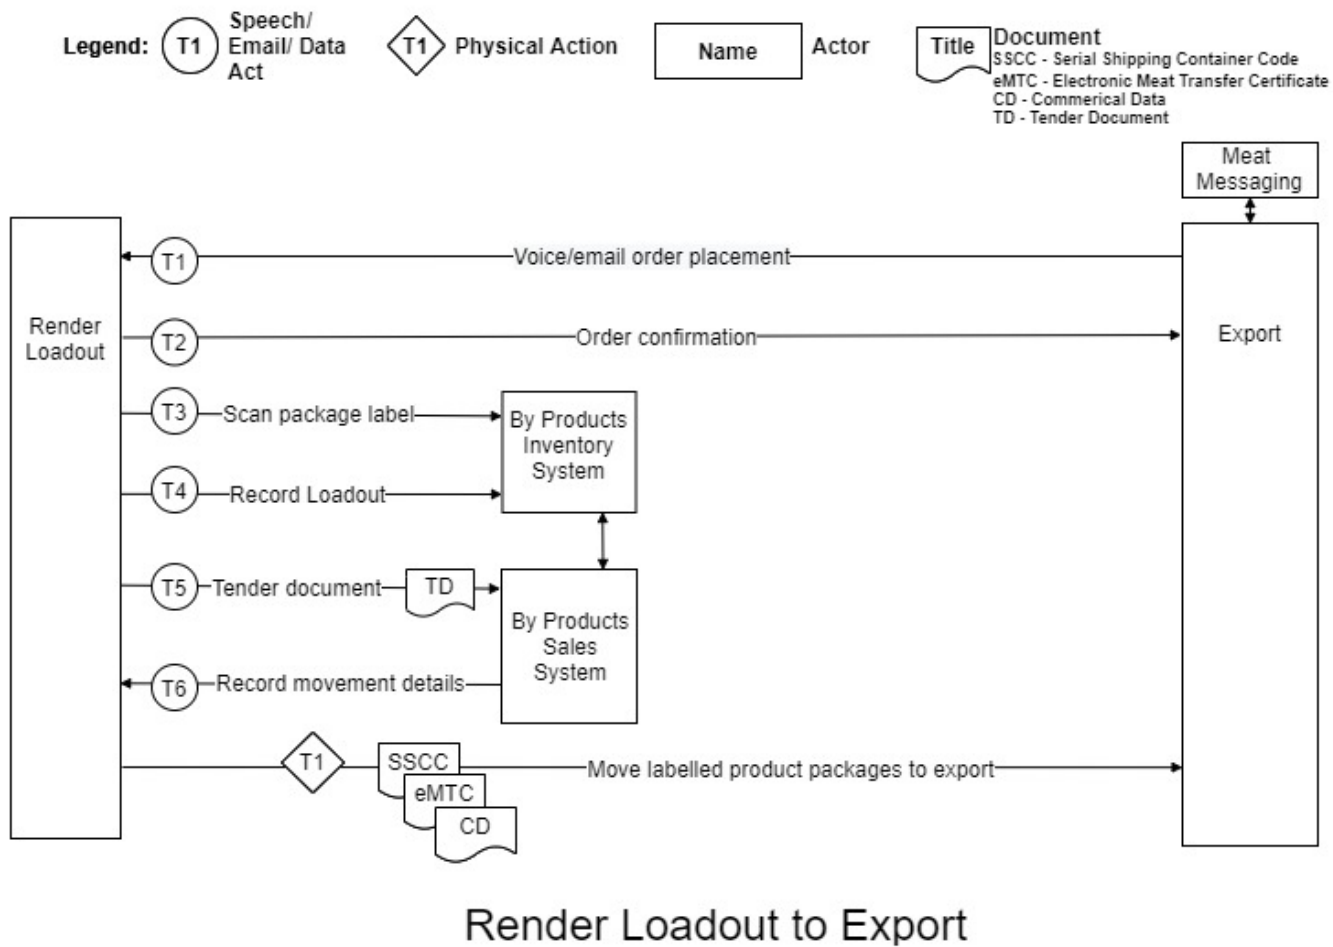 Legend:
T1
Speech/
Email/ Data
Act
T1
Physical Action
Name
Actor
Title
Document
SSCC - Serial Shipping Container Code
eMTC - Electronic Meat Transfer Certificate
CD - Commerical Data
TD - Tender Document
Meat
Messaging
Render
Loadout
Export
T1
Voice/email order placement
T2
Order confirmation
T3
Scan package label
By Products
Inventory
System
T4
Record Loadout
T5
Tender document
TD
By Products
Sales
System
T6
Record movement details
T1
SSCC
eMTC
CD
Move labelled product packages to export
Render Loadout to Export